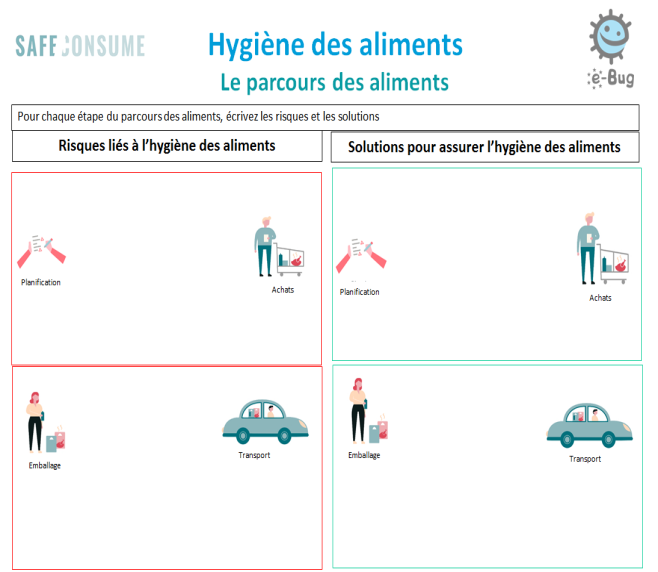 SAFE CONSUME
Hygiène des aliments
Le parcours des aliments
e-Bug
Pour chaque étape du parcours des aliments, écrivez les risques et les solutions
Risques liés à l’hygiène des aliments
Solutions pour assurer l’hygiène des aliments
Planification
Achats
Planification
Achats
Emballage
Transport
Emballage
Transport